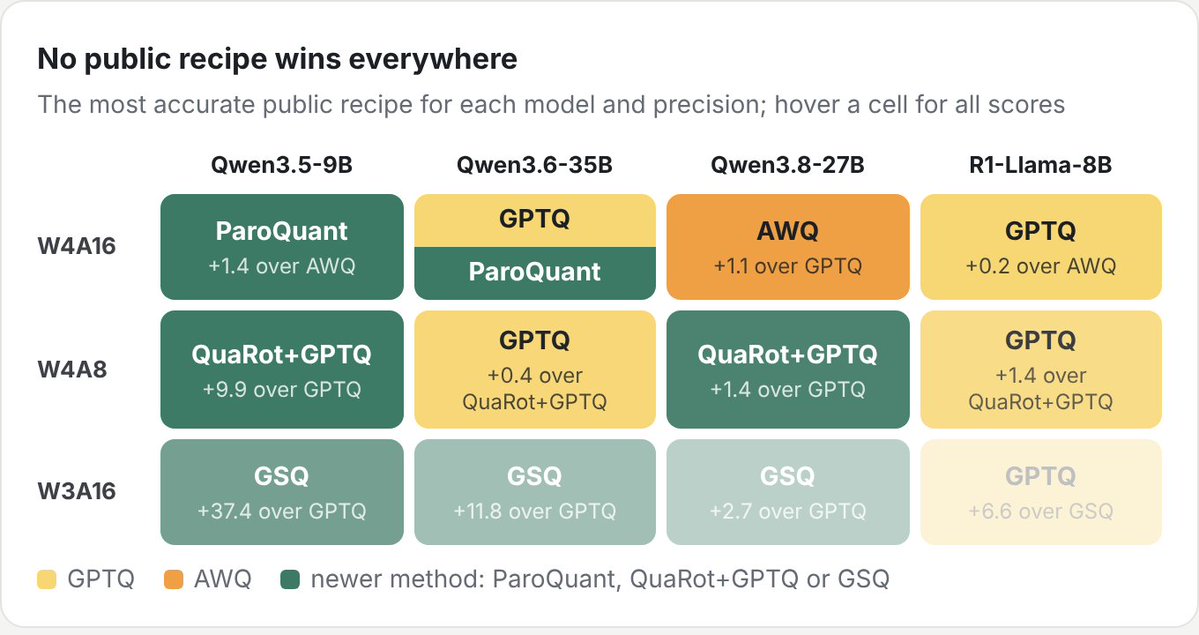 No public recipe wins everywhere
The most accurate public recipe for each model and precision; hover a cell for all scores
Qwen3.5-9B Qwen3.6-35B Qwen3.8-27B R1-Llama-8B
W4A16
ParoQuant
+1.4 over AWQ
GPTQ
ParoQuant
AWQ
+1.1 over GPTQ
GPTQ
+0.2 over AWQ
W4A8
QuaRot+GPTQ
+9.9 over GPTQ
GPTQ
+0.4 over
QuaRot+GPTQ
QuaRot+GPTQ
+1.4 over GPTQ
GPTQ
+1.4 over
QuaRot+GPTQ
W3A16
GSQ
+37.4 over GPTQ
GSQ
+11.8 over GPTQ
GSQ
+2.7 over GPTQ
GPTQ
+6.6 over GSQ
GPTQ AWQ newer method: ParoQuant, QuaRot+GPTQ or GSQ